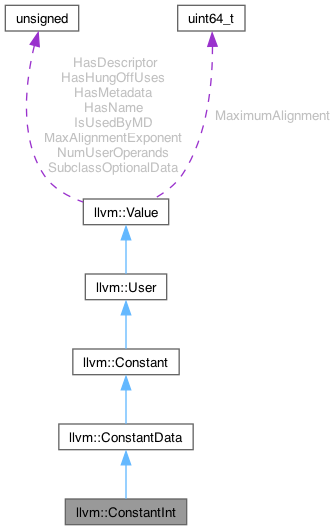 unsigned
uint64_t
HasDescriptor
HasHungOffUses
HasMetadata
HasName
IsUsedByMD
MaxAlignmentExponent
NumUserOperands
SubclassOptionalData
MaximumAlignment
llvm::Value
llvm::User
llvm::Constant
llvm::ConstantData
llvm::ConstantInt